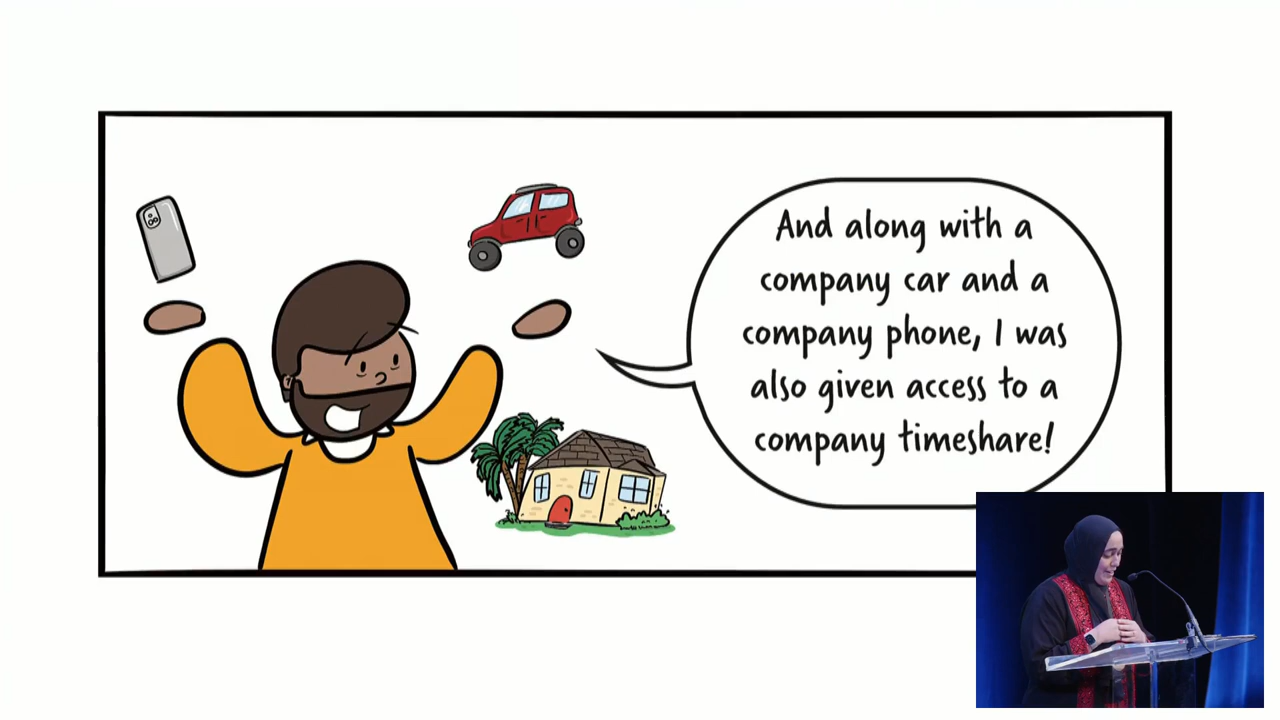 And along with a
company car and a
company phone, I was
also given access to a
company timeshare!